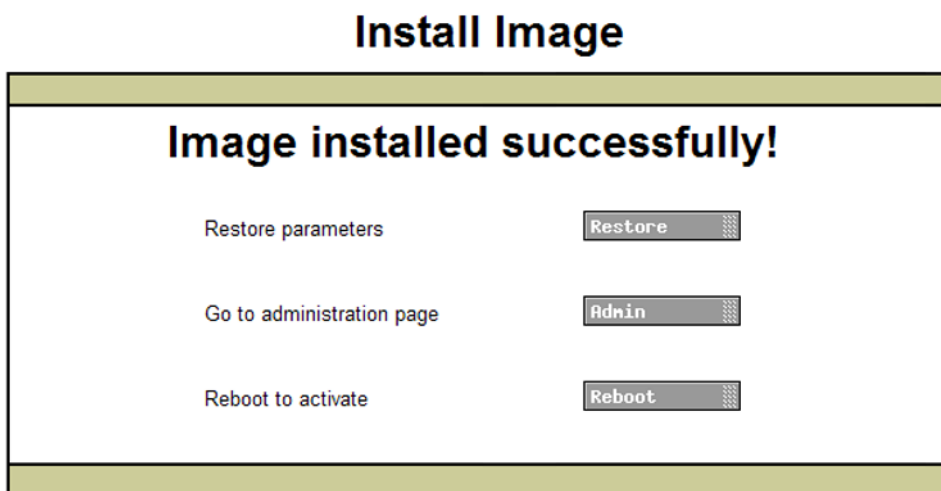 Install Image
Image installed successfully!
Restore parameters Restore
Go to administration page Admin
Reboot to activate Reboot